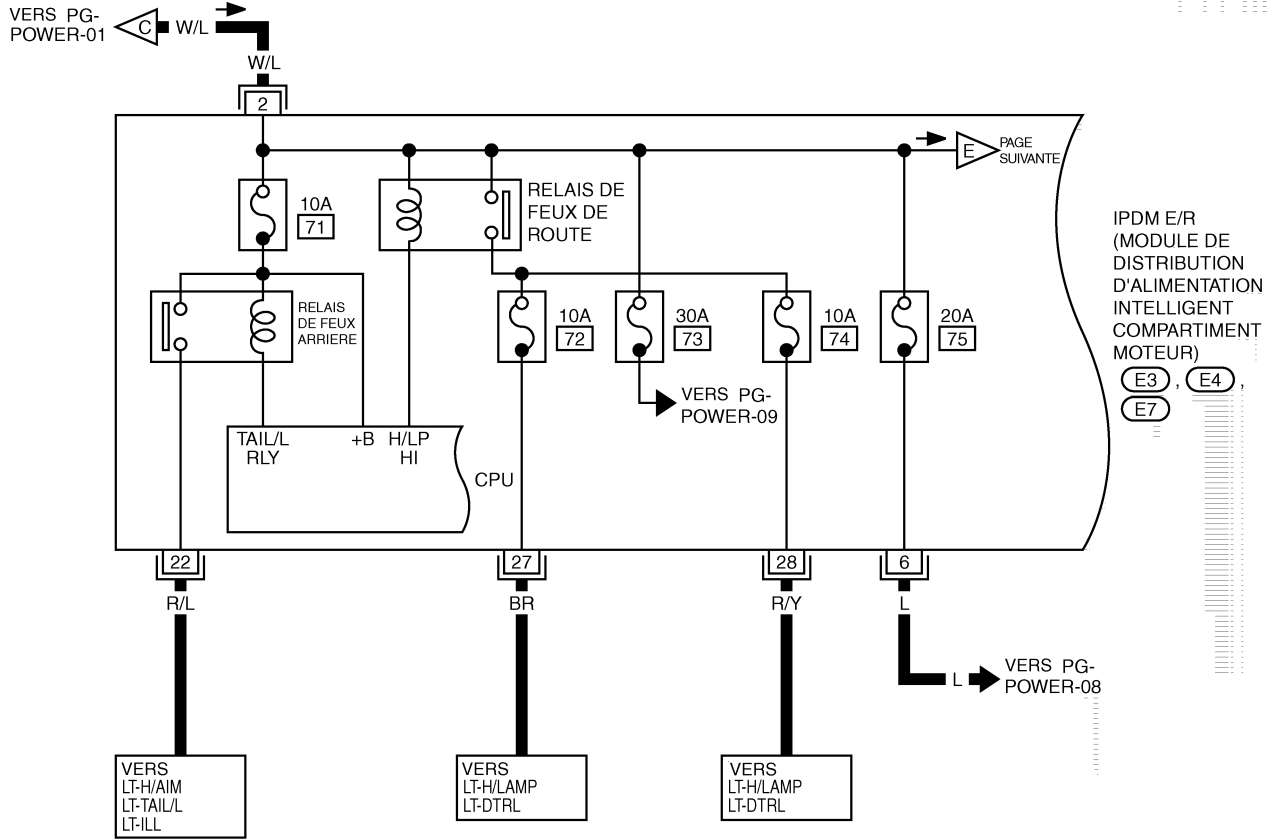 VERS PG-
POWER-01
C
W/L
W/L
2
E
PAGE
SUIVANTE
10A
71
RELAIS DE
FEUX DE
ROUTE
RELAIS
DE FEUX
ARRIERE
10A
72
30A
73
10A
74
20A
75
VERS PG-
POWER-09
TAIL/L
RLY
+B
H/LP
HI
CPU
IPDM E/R
(MODULE DE
DISTRIBUTION
D'ALIMENTATION
INTELLIGENT
COMPARTIMENT
MOTEUR)
E3 , E4 ,
E7
22
27
28
6
R/L
BR
R/Y
L
L
VERS PG-
POWER-08
VERS
LT-H/AIM
LT-TAIL/L
LT-ILL
VERS
LT-H/LAMP
LT-DTRL
VERS
LT-H/LAMP
LT-DTRL